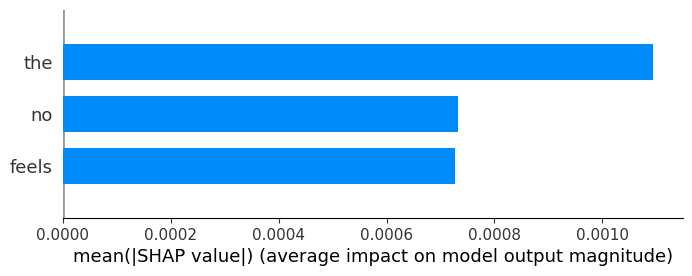 the
no
feels
0.0000 0.0002 0.0004 0.0006 0.0008 0.0010
mean(|SHAP value|) (average impact on model output magnitude)